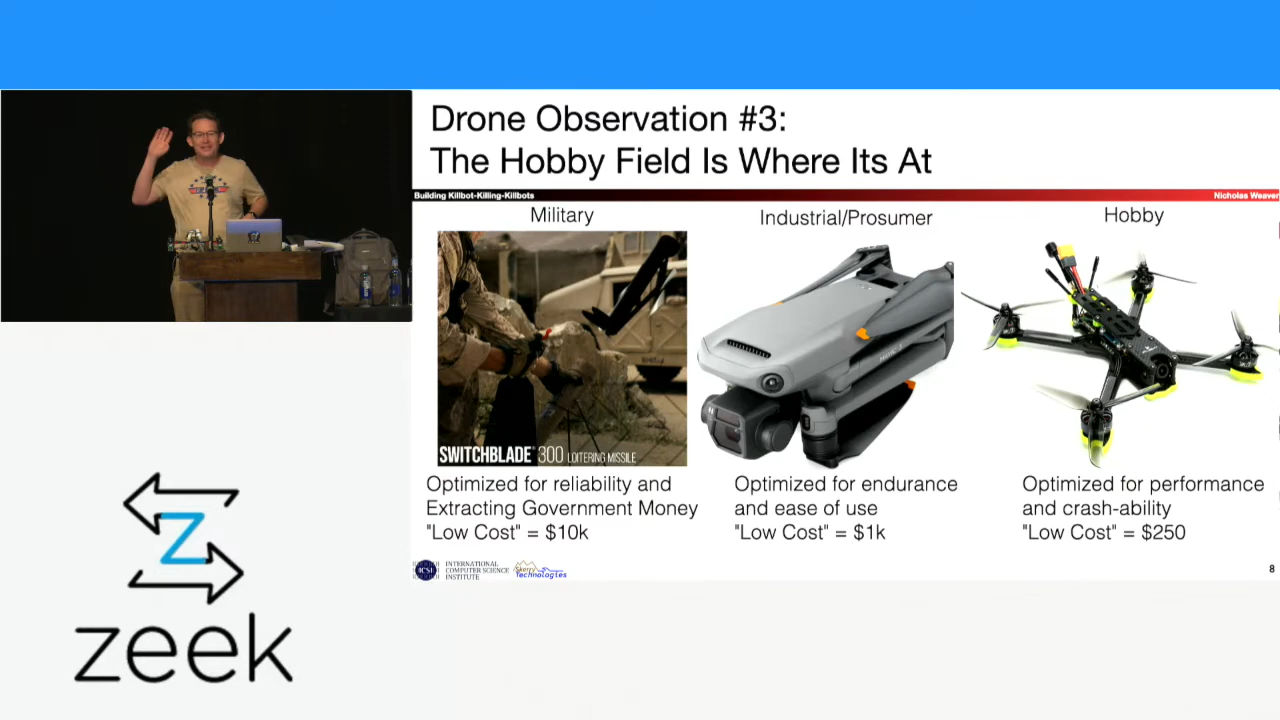 Drone Observation #3:
The Hobby Field Is Where Its At
Building Killbot-Killing-Killbots
Nicholas Weaver
Military
Industrial/Prosumer
Hobby
SWITCHBLADE 300 LOITERING MISSILE
Optimized for reliability and
Extracting Government Money
"Low Cost" = $10k
Optimized for endurance
and ease of use
"Low Cost" = $1k
Optimized for performance
and crash-ability
"Low Cost" = $250
ICSI
INTERNATIONAL
COMPUTER SCIENCE
INSTITUTE
Skerry
Technologies
8
Z
zeek